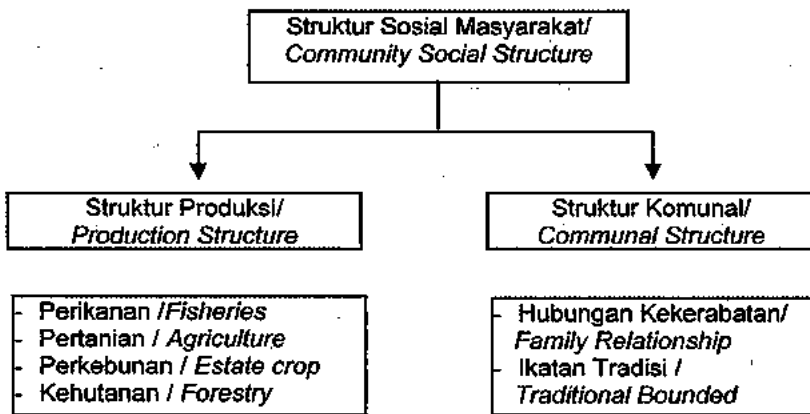 Struktur Sosial Masyarakat/
Community Social Structure
Struktur Produksi/
Production Structure
Struktur Komunal/
Communal Structure
- Perikanan /Fisheries
- Pertanian / Agriculture
- Perkebunan / Estate crop
- Kehutanan / Forestry
- Hubungan Kekerabatan/
Family Relationship
- Ikatan Tradisi /
Traditional Bounded